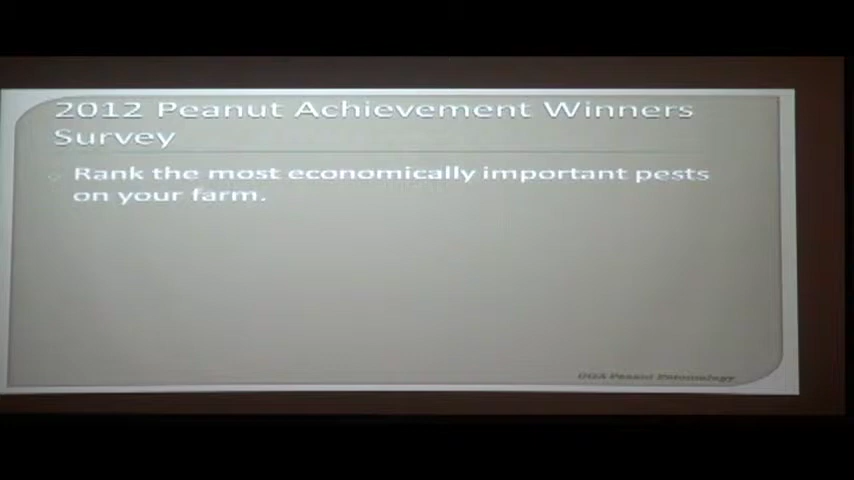 2012 Peanut Achievement Winners
Survey
Rank the most economically important pests
on your farm.
UGA Peanut Entomology